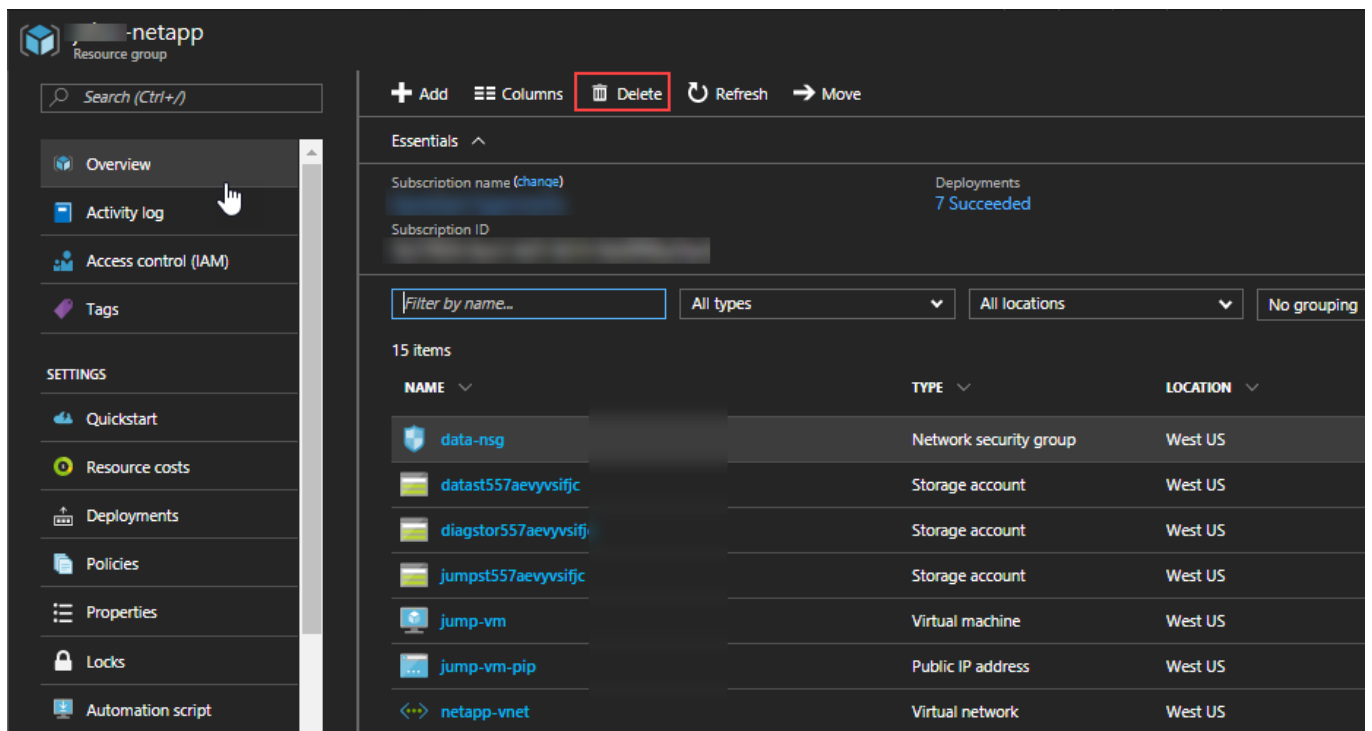 -netapp
Resource group
Search (Ctrl+/)
Add Columns Delete Refresh Move
Essentials
Overview
Activity log
Access control (IAM)
Tags
SETTINGS
Quickstart
Resource costs
Deployments
Policies
Properties
Locks
Automation script
Subscription name (change)
Subscription ID
Deployments
7 Succeeded
Filter by name... All types All locations No grouping
15 items
NAME TYPE LOCATION
data-nsg Network security group West US
datast557aevyvsifjc Storage account West US
diagstor557aevyvsifj Storage account West US
jumpst557aevyvsifjc Storage account West US
jump-vm Virtual machine West US
jump-vm-pip Public IP address West US
netapp-vnet Virtual network West US